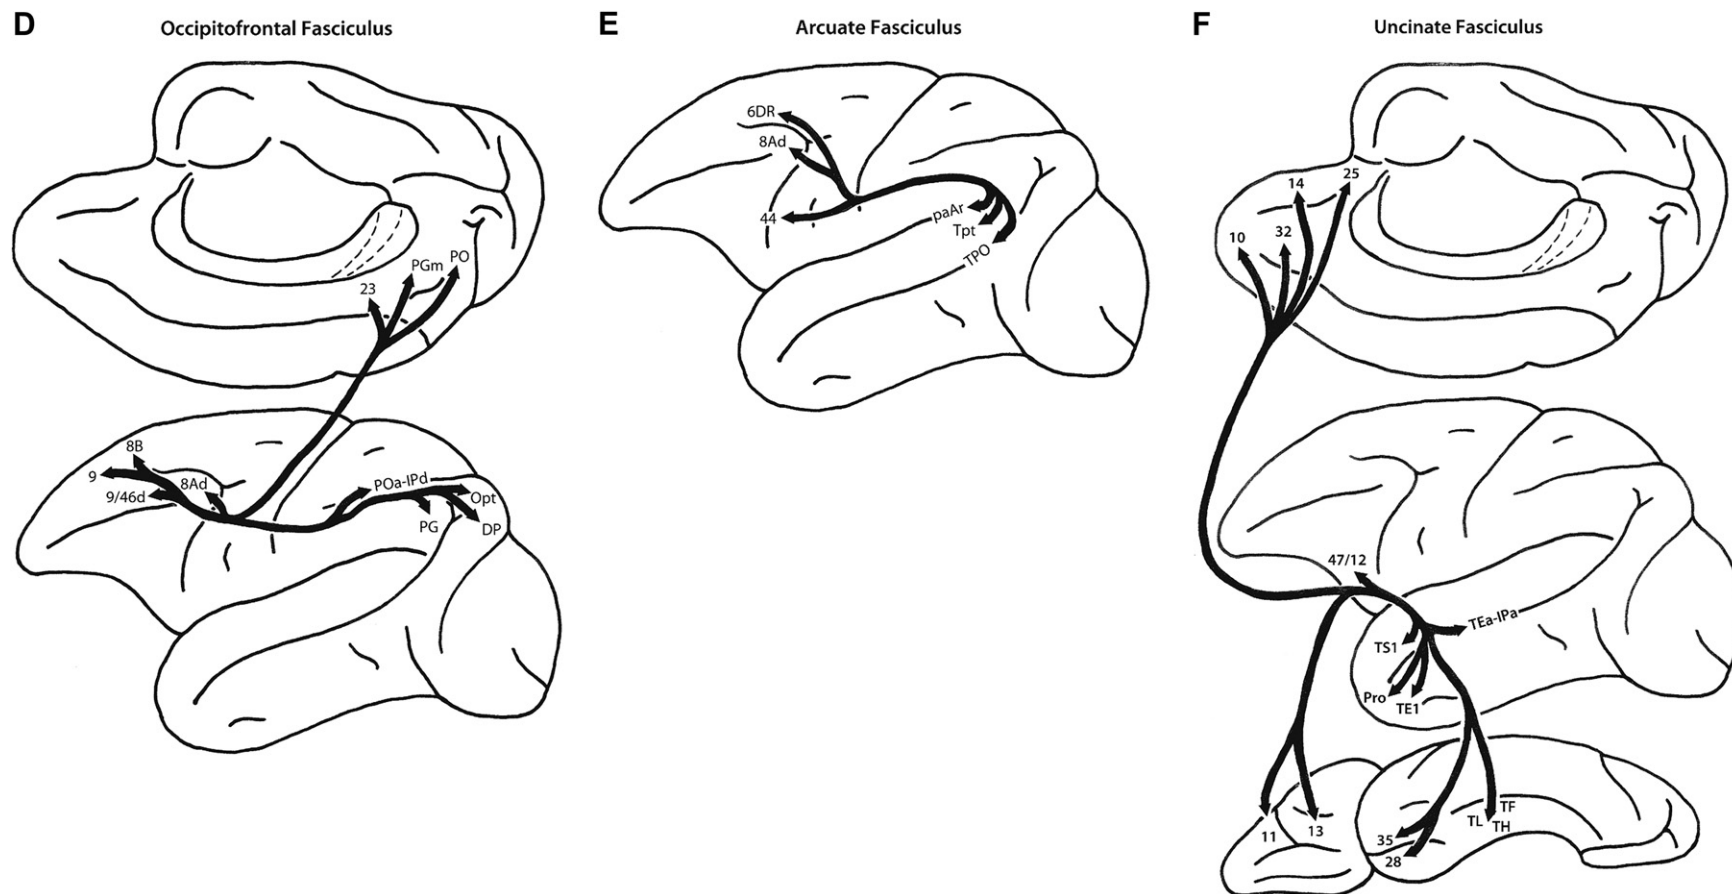 D
Occipitofrontal Fasciculus
PO
PGm
23
8B
9
8Ad
9/46d
POa-IPd
Opt
PG
DP
E
Arcuate Fasciculus
6DR
8Ad
44
paAr
Tpt
TPO
F
Uncinate Fasciculus
25
14
32
10
47/12
TEa-IPa
TS1
Pro
TE1
11
13
TF
TL
TH
35
28